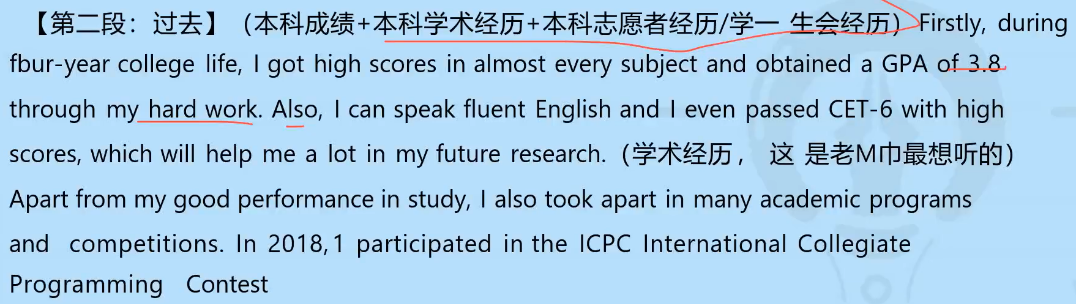 【第二段：过去】（本科成绩+本科学术经历+本科志愿者经历/学一 生会经历）Firstly, during
fbur-year college life, I got high scores in almost every subject and obtained a GPA of 3.8
through my hard work. Also, I can speak fluent English and I even passed CET-6 with high
scores, which will help me a lot in my future research.（学术经历， 这 是老M巾最想听的）
Apart from my good performance in study, I also took apart in many academic programs
and competitions. In 2018,1 participated in the ICPC International Collegiate
Programming Contest